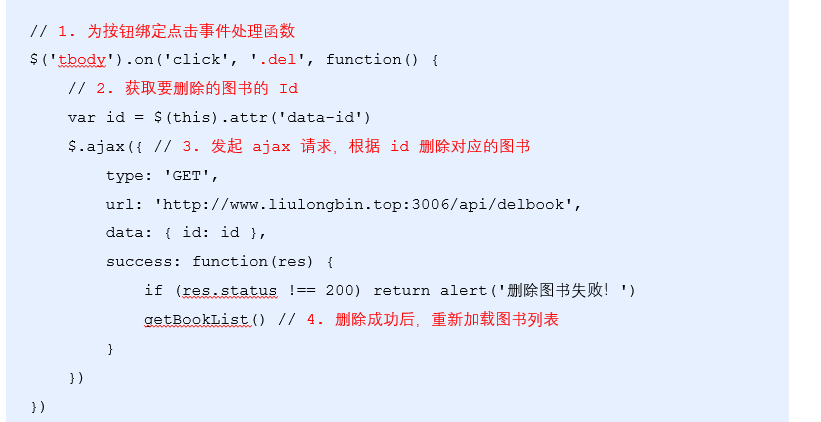 // 1. 为按钮绑定点击事件处理函数
$('tbody').on('click', '.del', function() {
    // 2. 获取要删除的图书的 Id
    var id = $(this).attr('data-id')
    $.ajax({ // 3. 发起 ajax 请求，根据 id 删除对应的图书
        type: 'GET',
        url: 'http://www.liulongbin.top:3006/api/delbook',
        data: { id: id },
        success: function(res) {
            if (res.status !== 200) return alert('删除图书失败！')
            getBookList() // 4. 删除成功后，重新加载图书列表
        }
    })
})